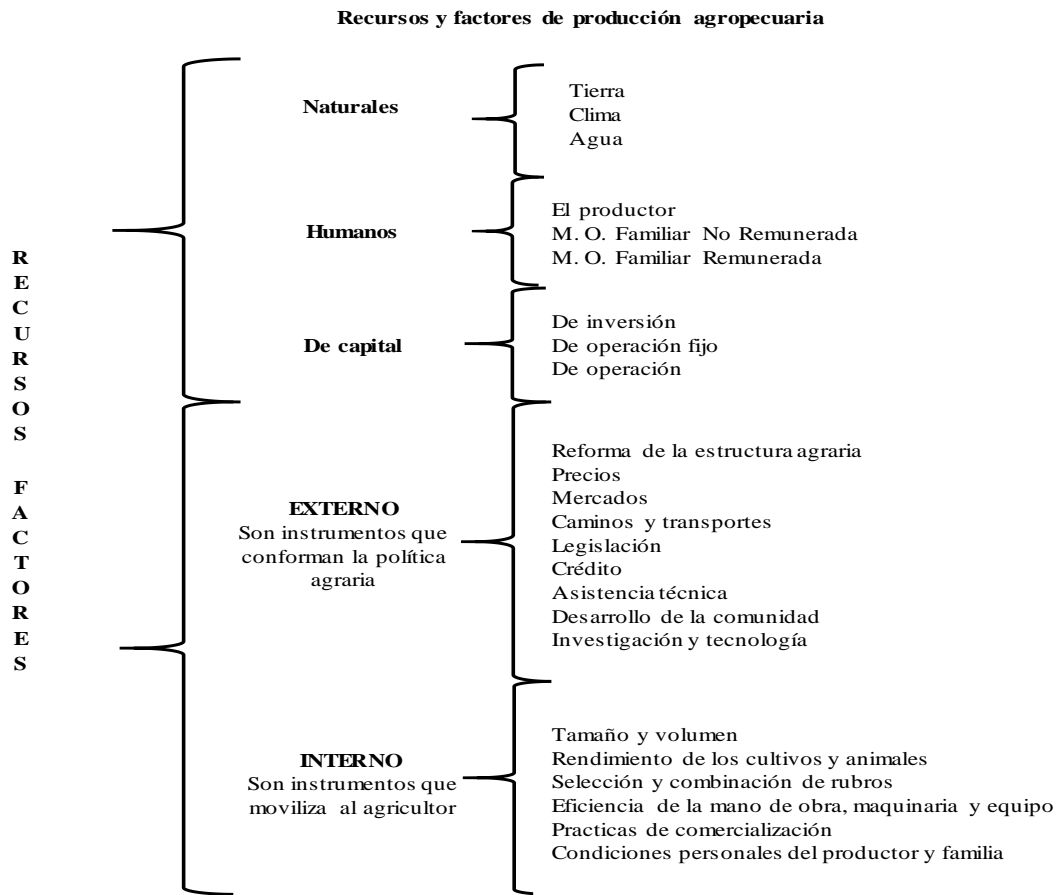 Recursos y factores de producción agropecuaria
RECURSOS
Naturales
Tierra
Clima
Agua
Humanos
El productor
M. O. Familiar No Remunerada
M. O. Familiar Remunerada
De capital
De inversión
De operación fijo
De operación
FACTORES
EXTERNO
Son instrumentos que
conforman la política
agraria
Reforma de la estructura agraria
Precios
Mercados
Caminos y transportes
Legislación
Crédito
Asistencia técnica
Desarrollo de la comunidad
Investigación y tecnología
INTERNO
Son instrumentos que
moviliza al agricultor
Tamaño y volumen
Rendimiento de los cultivos y animales
Selección y combinación de rubros
Eficiencia de la mano de obra, maquinaria y equipo
Practicas de comercialización
Condiciones personales del productor y familia